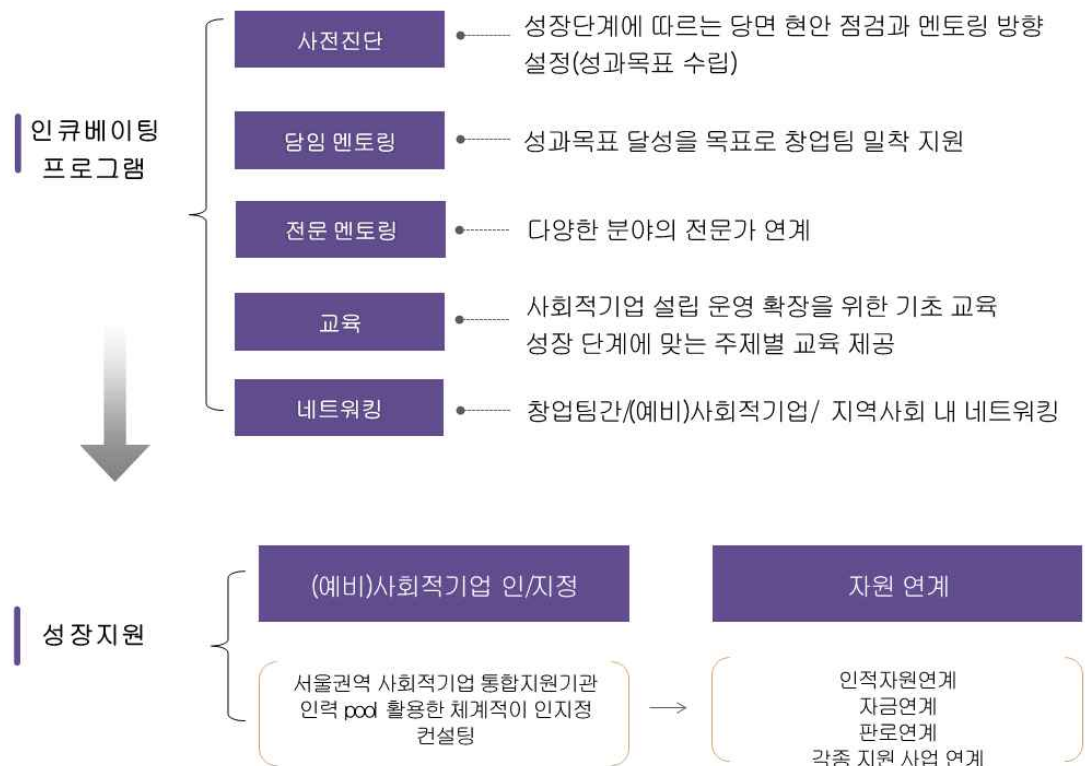 인큐베이팅
프로그램
사전진단
성장단계에 따르는 당면 현안 점검과 멘토링 방향
설정(성과목표 수립)
담임 멘토링
성과목표 달성을 목표로 창업팀 밀착 지원
전문 멘토링
다양한 분야의 전문가 연계
교육
사회적기업 설립 운영 확장을 위한 기초 교육
성장 단계에 맞는 주제별 교육 제공
네트워킹
창업팀간/(예비)사회적기업/ 지역사회 내 네트워킹
성장지원
(예비)사회적기업 인/지정
서울권역 사회적기업 통합지원기관
인력 pool 활용한 체계적이 인지정
컨설팅
자원 연계
인적자원연계
자금연계
판로연계
각종 지원 사업 연계